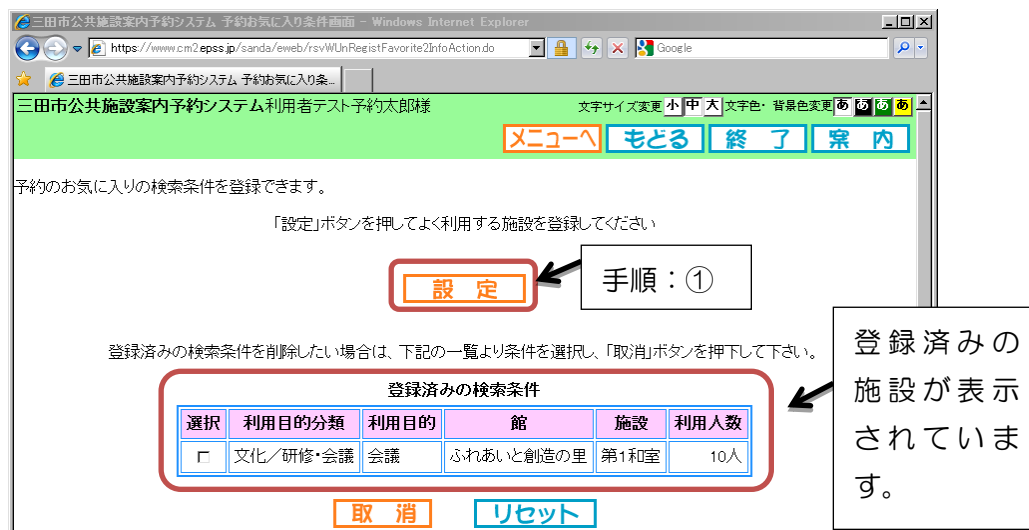 三田市公共施設案内予約システム 予約お気に入り条件画面 - Windows Internet Explorer
https://www.cm2.epss.jp/sanda/eweb/rsvWUnRegistFavorite2InfoAction.do
Google
三田市公共施設案内予約システム 予約お気に入り条...
三田市公共施設案内予約システム利用者テスト予約太郎様 文字サイズ変更 小 中 大 文字色・背景色変更 あ あ あ あ
メニューへ もどる 終 了 案 内
予約のお気に入りの検索条件を登録できます。
「設定」ボタンを押してよく利用する施設を登録してください
設 定
手順：①
登録済みの検索条件を削除したい場合は、下記の一覧より条件を選択し、「取消」ボタンを押下して下さい。
登録済みの検索条件
選択 利用目的分類 利用目的 館 施設 利用人数
文化／研修・会議 会議 ふれあいと創造の里 第1和室 10人
取 消 リセット
登録済みの
施設が表示
されていま
す。